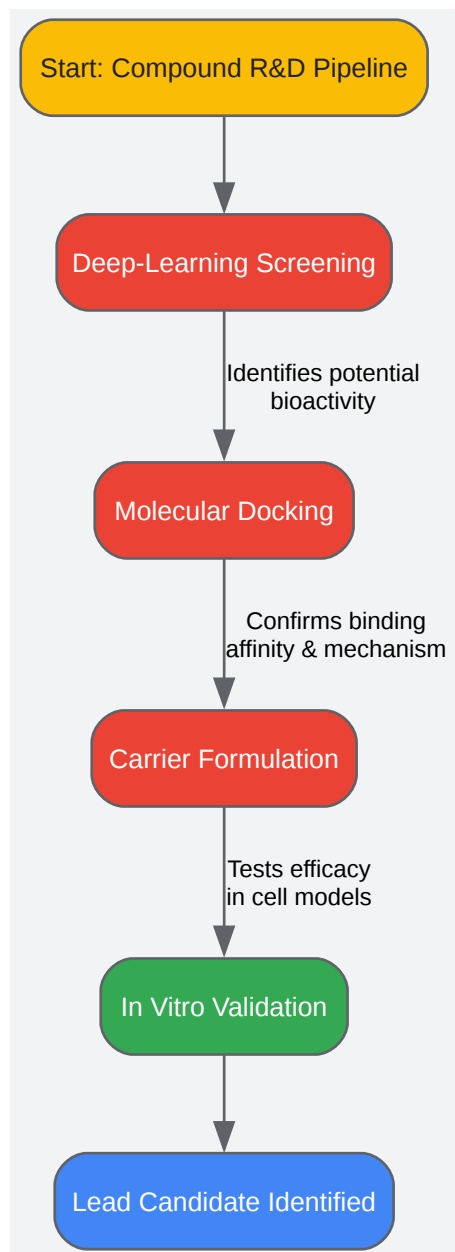 Start: Compound R&D Pipeline
Deep-Learning Screening
Identifies potential
bioactivity
Molecular Docking
Confirms binding
affinity & mechanism
Carrier Formulation
Tests efficacy
in cell models
In Vitro Validation
Lead Candidate Identified